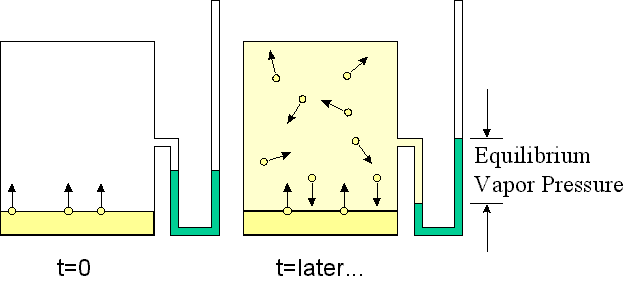 Equilibrium
Vapor Pressure
t=0
t=later...